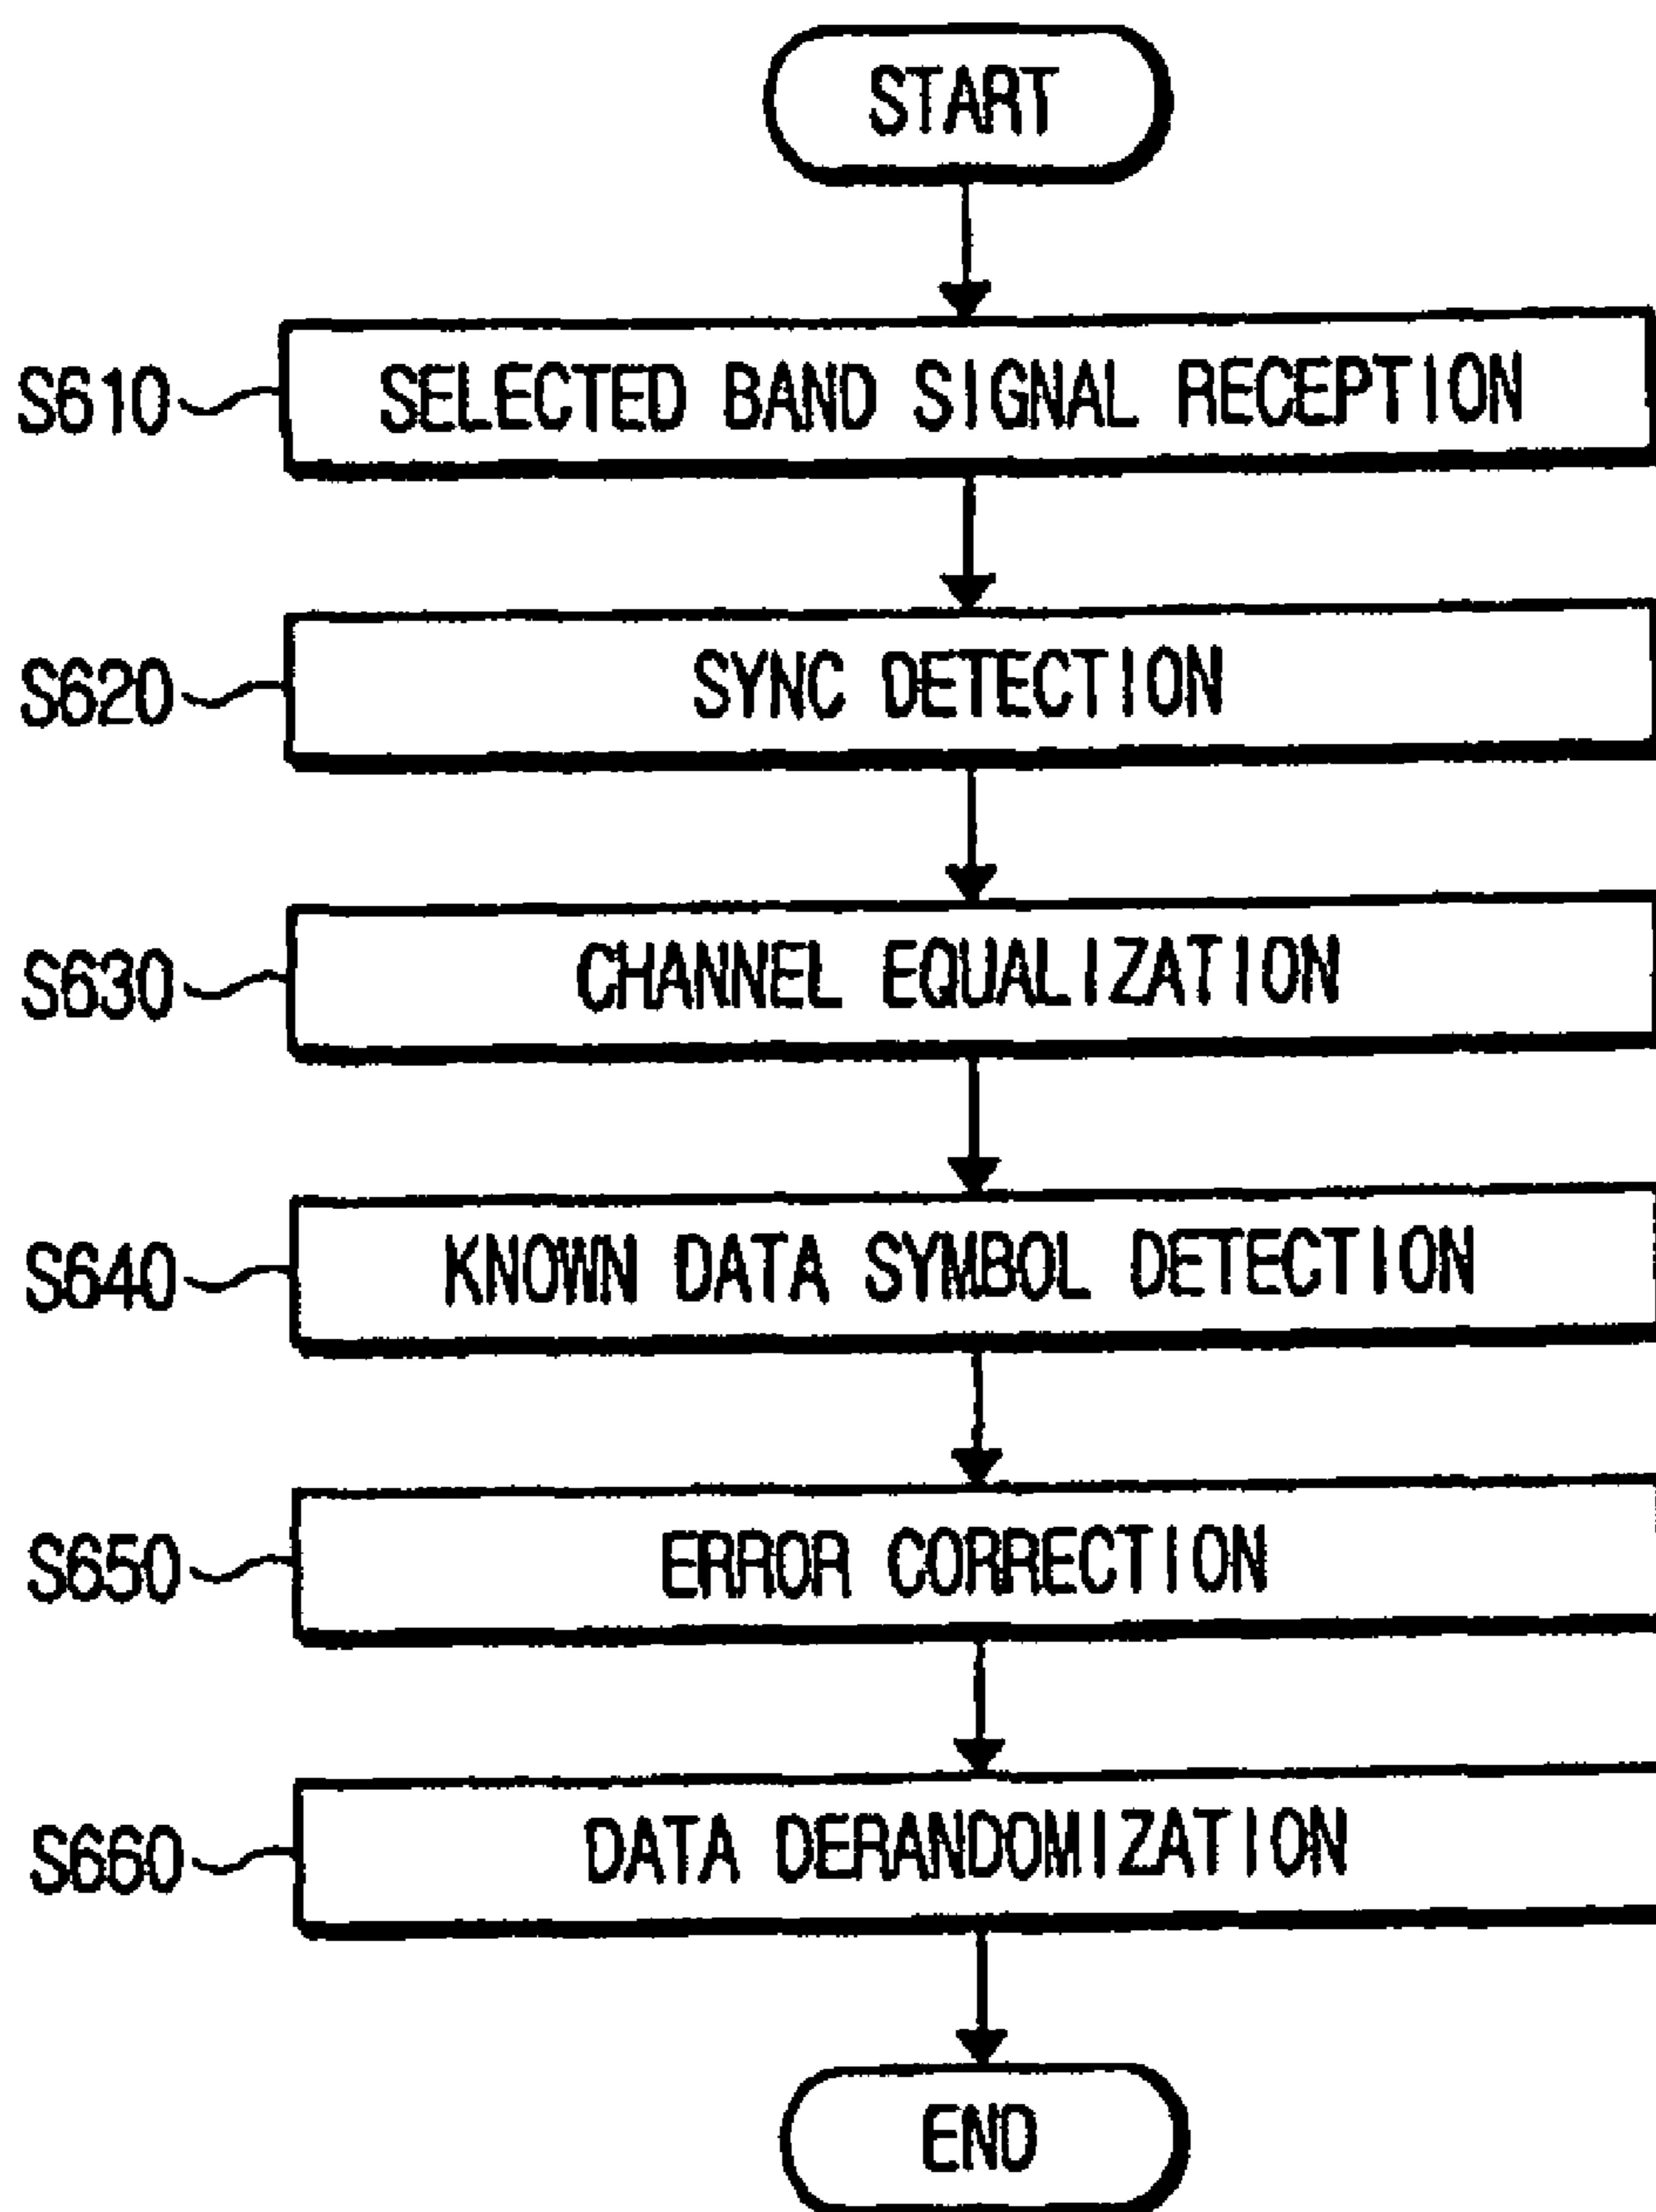 START
S610 SELECTED BAND SIGNAL RECEPTION
S620 SYNC DETECTION
S630 CHANNEL EQUALIZATION
S640 KNOWN DATA SYMBOL DETECTION
S650 ERROR CORRECTION
S660 DATA DERANDOMIZATION
END